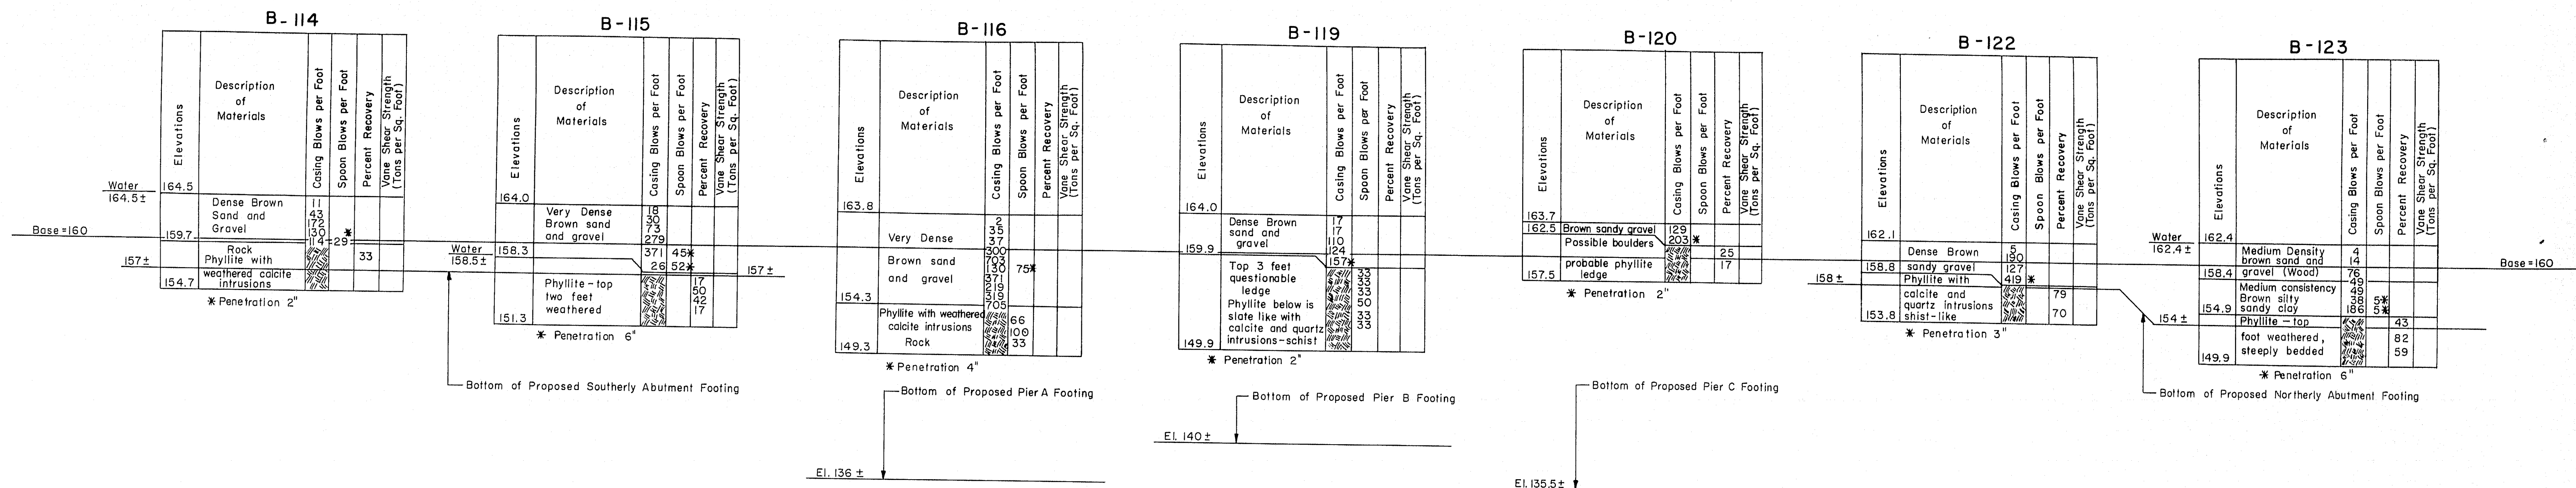 B-114
Elevations
Description
of
Materials
Casing Blows per Foot
Spoon Blows per Foot
Percent Recovery
Vane Shear Strength
(Tons per Sq. Foot)
Water
164.5±
164.5
Dense Brown
Sand and
Gravel
11
43
172
130 *
114 29
159.7
Base=160
Rock
Phyllite with
33
157±
weathered calcite
intrusions
154.7
* Penetration 2"
B-115
Elevations
Description
of
Materials
Casing Blows per Foot
Spoon Blows per Foot
Percent Recovery
Vane Shear Strength
(Tons per Sq. Foot)
164.0
Very Dense
Brown sand
and gravel
18
30
73
279
Water
158.5±
158.3
371 45*
26 52*
157±
Phyllite-top
two feet
weathered
17
50
42
17
151.3
* Penetration 6"
Bottom of Proposed Southerly Abutment Footing
B-116
Elevations
Description
of
Materials
Casing Blows per Foot
Spoon Blows per Foot
Percent Recovery
Vane Shear Strength
(Tons per Sq. Foot)
163.8
Very Dense
Brown sand
and gravel
2
35
37
300
703
130 75*
371
219
319
705
154.3
Phyllite with weathered
calcite intrusions
Rock
66
100
33
149.3
* Penetration 4"
Bottom of Proposed Pier A Footing
El. 136 ±
B-119
Elevations
Description
of
Materials
Casing Blows per Foot
Spoon Blows per Foot
Percent Recovery
Vane Shear Strength
(Tons per Sq. Foot)
164.0
Dense Brown
sand and
gravel
17
17
110
124
159.9
157*
Top 3 feet
questionable
ledge
Phyllite below is
slate like with
calcite and quartz
intrusions-schist
33
33
33
50
33
33
149.9
* Penetration 2"
Bottom of Proposed Pier B Footing
El. 140 ±
B-120
Elevations
Description
of
Materials
Casing Blows per Foot
Spoon Blows per Foot
Percent Recovery
Vane Shear Strength
(Tons per Sq. Foot)
163.7
162.5
Brown sandy gravel
129
Possible boulders
203 *
25
probable phyllite
ledge
17
157.5
* Penetration 2"
Bottom of Proposed Pier C Footing
El. 135.5±
B-122
Elevations
Description
of
Materials
Casing Blows per Foot
Spoon Blows per Foot
Percent Recovery
Vane Shear Strength
(Tons per Sq. Foot)
162.1
Dense Brown
sandy gravel
5
190
127
158.8
Phyllite with
419 *
158±
calcite and
quartz intrusions
shist-like
79
70
153.8
* Penetration 3"
B-123
Elevations
Description
of
Materials
Casing Blows per Foot
Spoon Blows per Foot
Percent Recovery
Vane Shear Strength
(Tons per Sq. Foot)
Water
162.4±
162.4
Medium Density
brown sand and
gravel (Wood)
4
14
76
49
Base=160
158.4
Medium consistency
Brown silty
sandy clay
49
38 5*
186 5*
154.9
154±
Phyllite-top
foot weathered,
steeply bedded
43
82
59
149.9
* Penetration 6"
Bottom of Proposed Northerly Abutment Footing